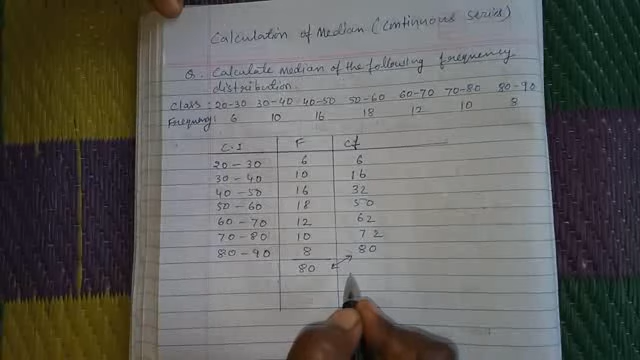 Calculation of Median (Continuous Series)
Q. Calculate median of the following frequency
distribution.
Class : 20-30 30-40 40-50 50-60 60-70 70-80 80-90
Frequency : 6 10 16 18 12 10 8
C.I F cf
20-30 6 6
30-40 10 16
40-50 16 32
50-60 18 50
60-70 12 62
70-80 10 72
80-90 8 80
80